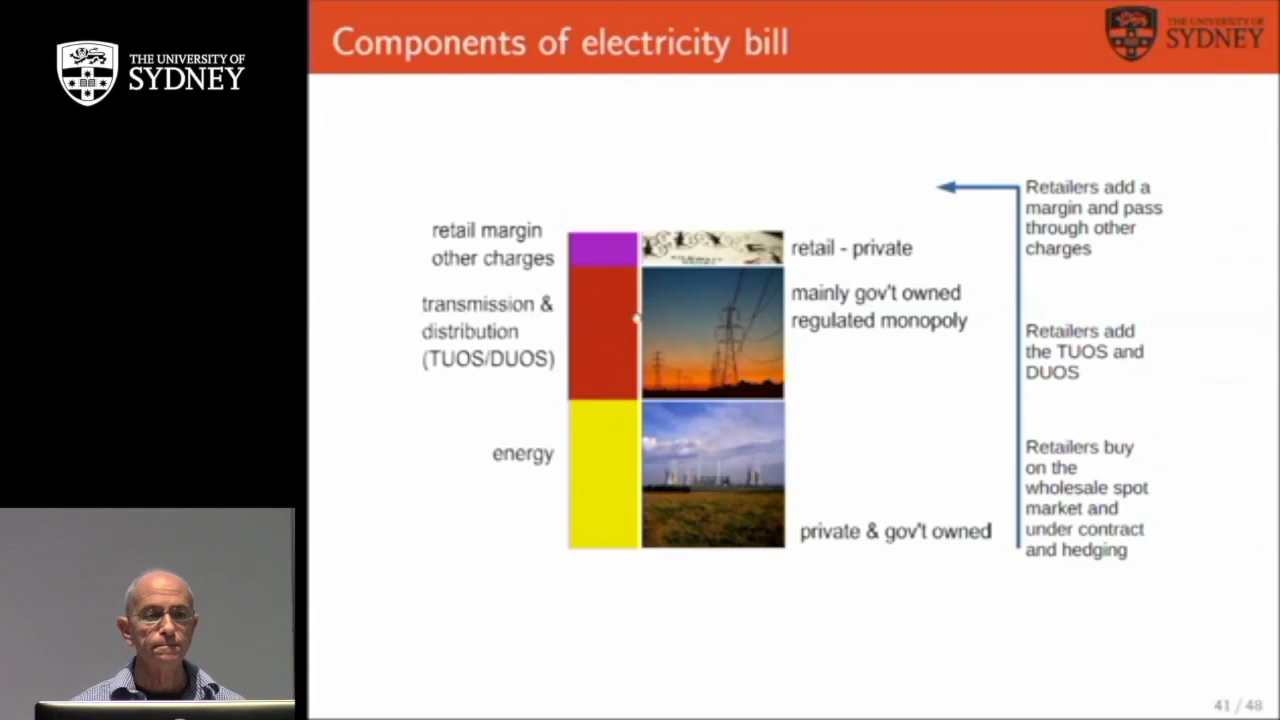 THE UNIVERSITY OF
SYDNEY
Components of electricity bill
THE UNIVERSITY OF
SYDNEY
retail margin
other charges
transmission &
distribution
(TUOS/DUOS)
energy
retail - private
mainly gov't owned
regulated monopoly
private & gov't owned
Retailers add a
margin and pass
through other
charges
Retailers add
the TUOS and
DUOS
Retailers buy
on the
wholesale spot
market and
under contract
and hedging
41 / 48